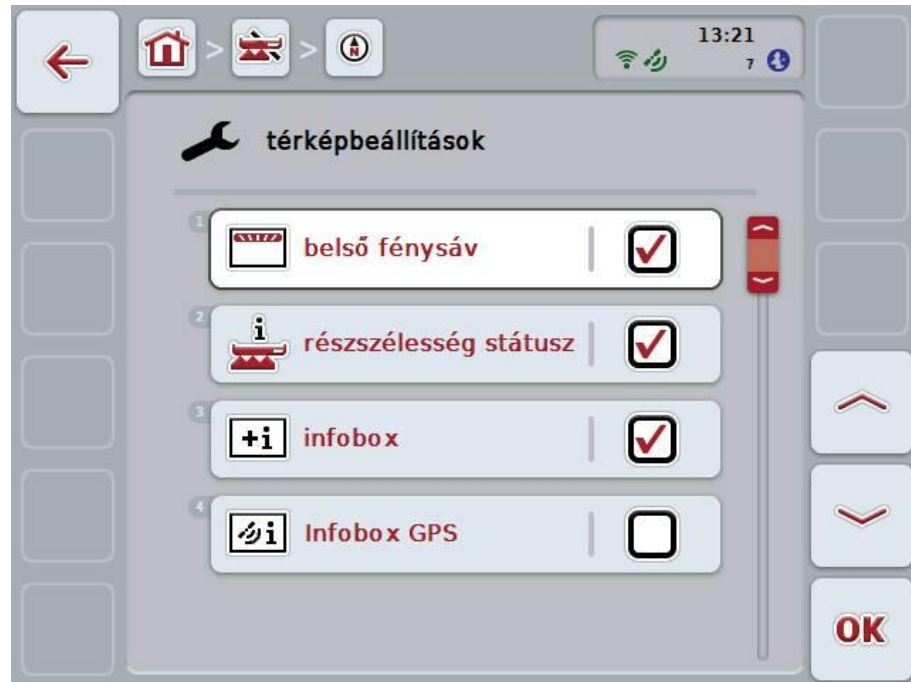 13:21
7
térképbeállítások
1
belső fénysáv
2
i
részszélesség státusz
3
+i
infobox
4
i
Infobox GPS
OK